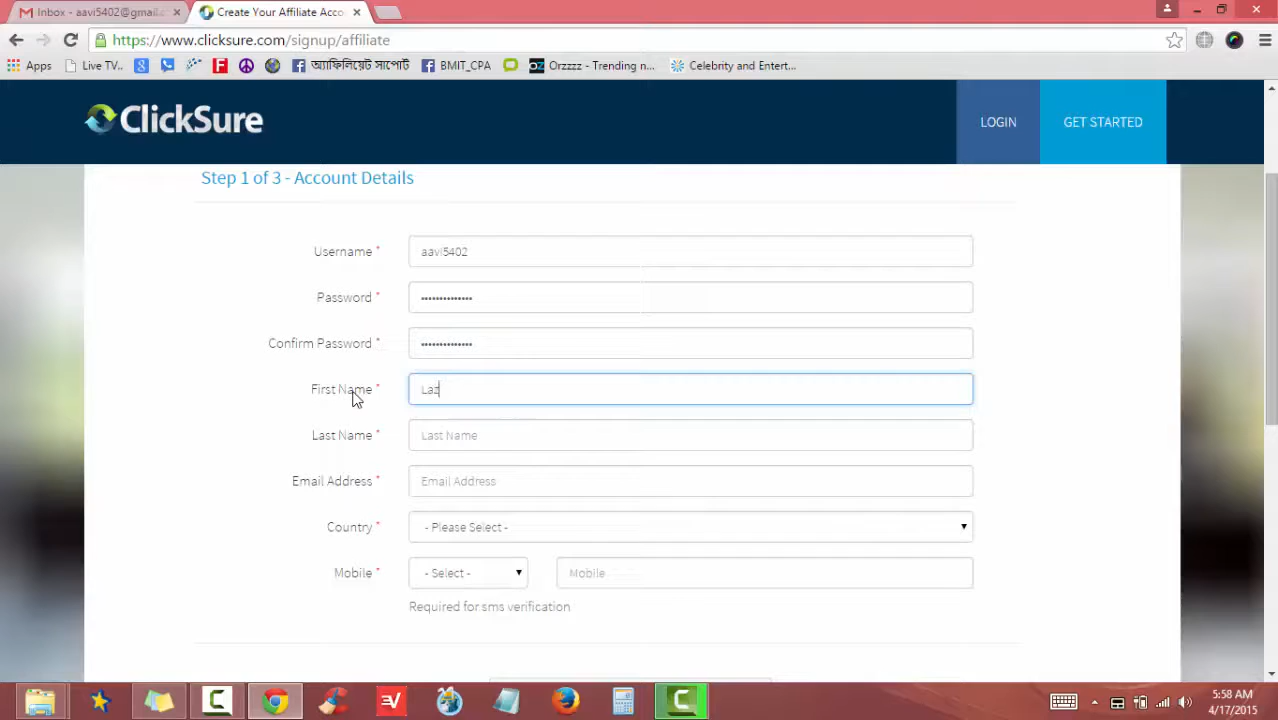 Inbox - aavi5402@gmail.c
Create Your Affiliate Acco
https://www.clicksure.com/signup/affiliate
Apps
Live TV..
আফিলিয়েট সাপোর্ট
BMIT_CPA
Orzzzz - Trending n...
Celebrity and Entert...
ClickSure
LOGIN
GET STARTED
Step 1 of 3 - Account Details
Username *
aavi5402
Password *
••••••••••••••
Confirm Password *
••••••••••••••
First Name *
Laz
Last Name *
Last Name
Email Address *
Email Address
Country *
- Please Select -
Mobile *
- Select -
Mobile
Required for sms verification
5:58 AM
4/17/2015